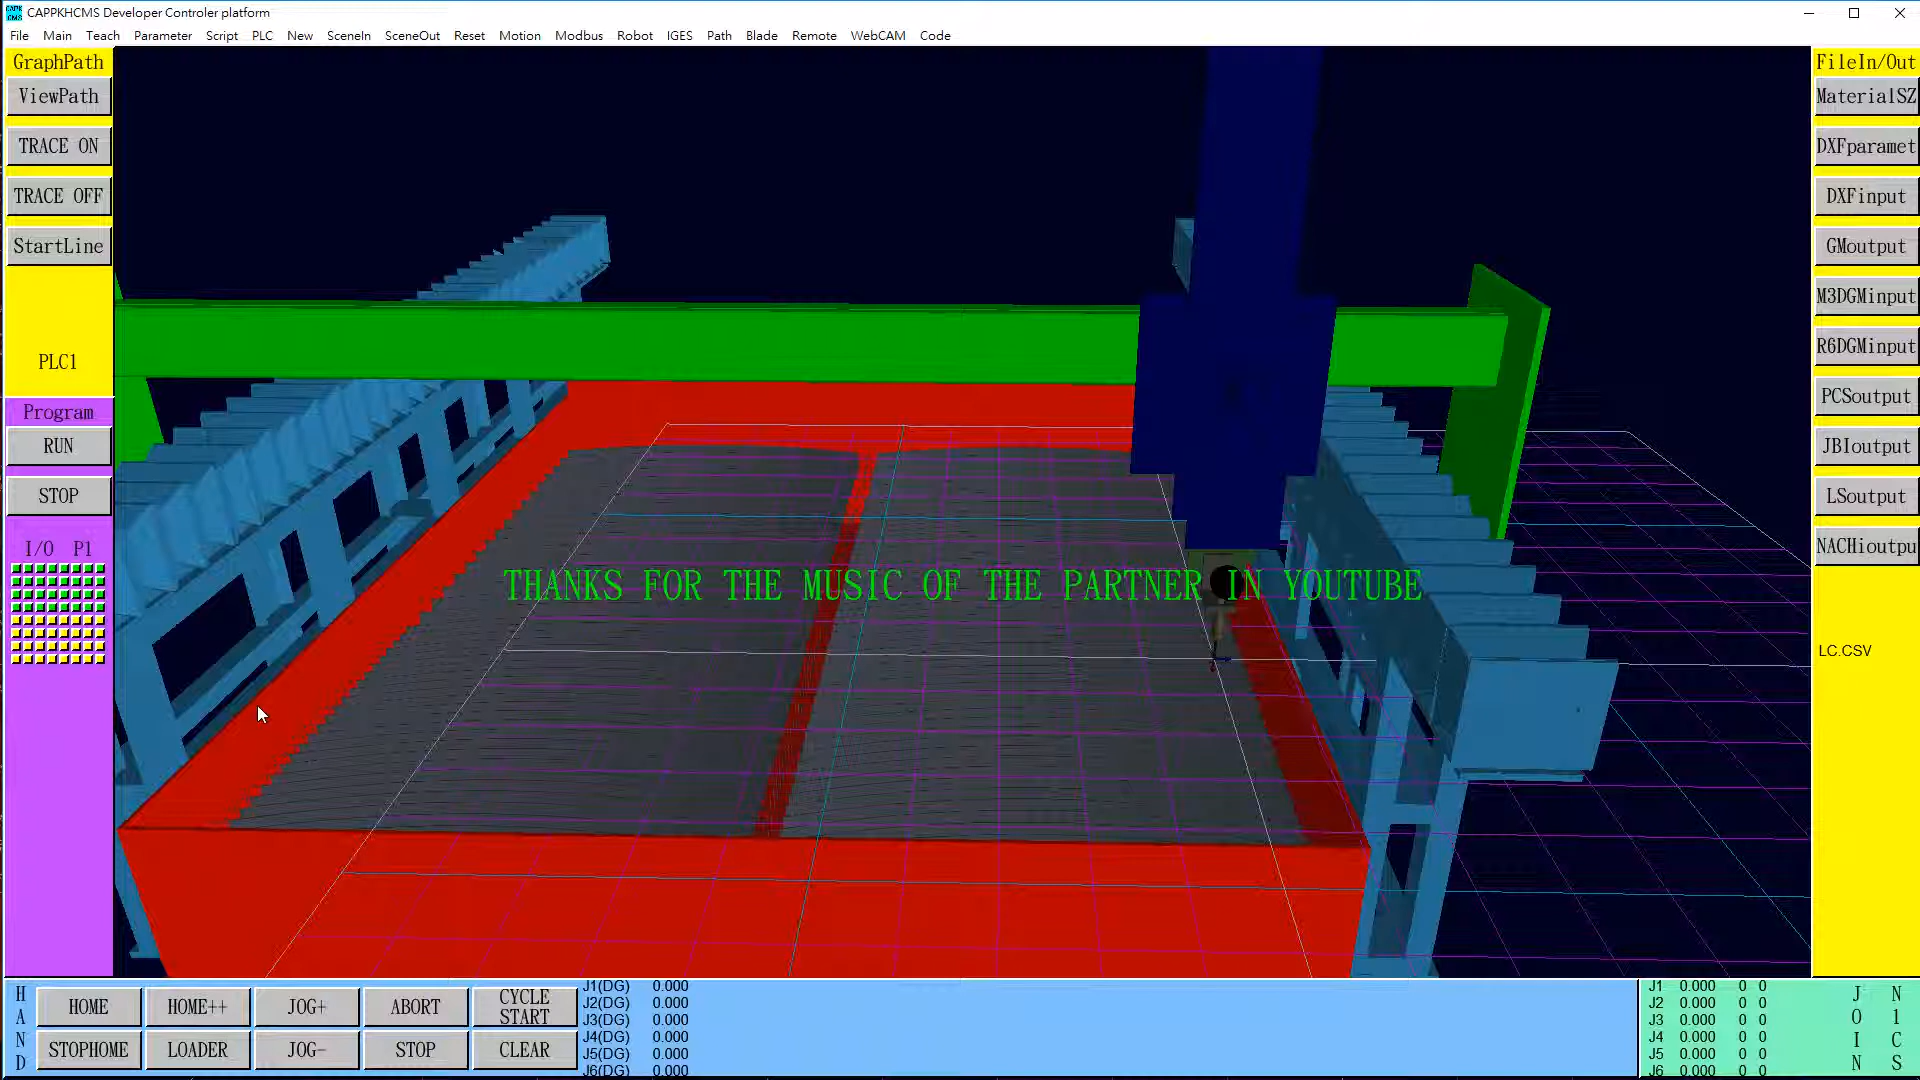 CAPPKHCMS Developer Controler platform
File Main Teach Parameter Script PLC New SceneIn SceneOut Reset Motion Modbus Robot IGES Path Blade Remote WebCAM Code
GraphPath
ViewPath
TRACE ON
TRACE OFF
StartLine
PLC1
Program
RUN
STOP
I/O P1
THANKS FOR THE MUSIC OF THE PARTNER IN YOUTUBE
FileIn/Out
MaterialSZ
DXFparamet
DXFinput
GMoutput
M3DGMinput
R6DGMinput
PCSoutput
JBIoutput
LSoutput
NACHioutpu
LC.CSV
HAND
HOME HOME++ JOG+ ABORT CYCLE START
STOPHOME LOADER JOG- STOP CLEAR
J1(DG) 0.000
J2(DG) 0.000
J3(DG) 0.000
J4(DG) 0.000
J5(DG) 0.000
J6(DG) 0.000
J1 0.000 0 0
J2 0.000 0 0
J3 0.000 0 0
J4 0.000 0 0
J5 0.000 0 0
J6 0.000 0 0
JOIN
N1CS